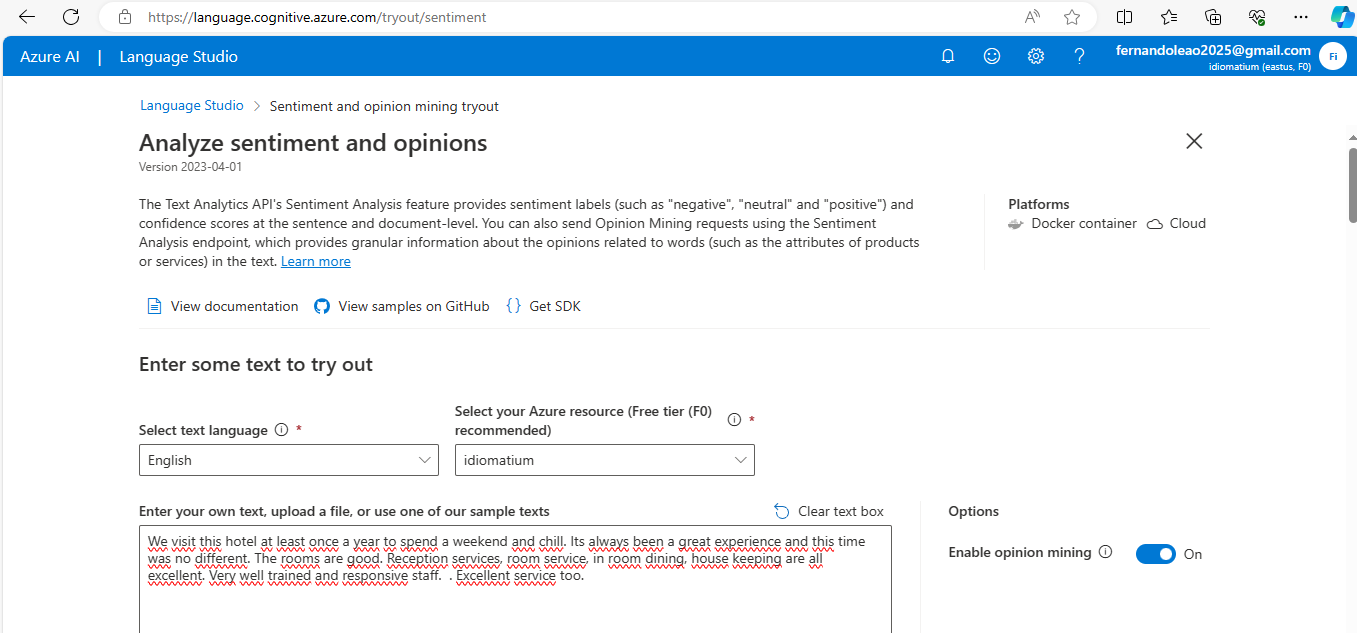 https://language.cognitive.azure.com/tryout/sentiment
Azure AI | Language Studio
fernandoleao2025@gmail.com
idiomatium (eastus, F0)
Fi
Language Studio > Sentiment and opinion mining tryout
Analyze sentiment and opinions
Version 2023-04-01
The Text Analytics API's Sentiment Analysis feature provides sentiment labels (such as "negative", "neutral" and "positive") and
confidence scores at the sentence and document-level. You can also send Opinion Mining requests using the Sentiment
Analysis endpoint, which provides granular information about the opinions related to words (such as the attributes of products
or services) in the text. Learn more
Platforms
Docker container Cloud
View documentation View samples on GitHub {} Get SDK
Enter some text to try out
Select text language *
English
Select your Azure resource (Free tier (F0)
recommended) *
idiomatium
Enter your own text, upload a file, or use one of our sample texts
Clear text box
We visit this hotel at least once a year to spend a weekend and chill. Its always been a great experience and this time
was no different. The rooms are good. Reception services, room service, in room dining, house keeping are all
excellent. Very well trained and responsive staff.  . Excellent service too.
Options
Enable opinion mining On